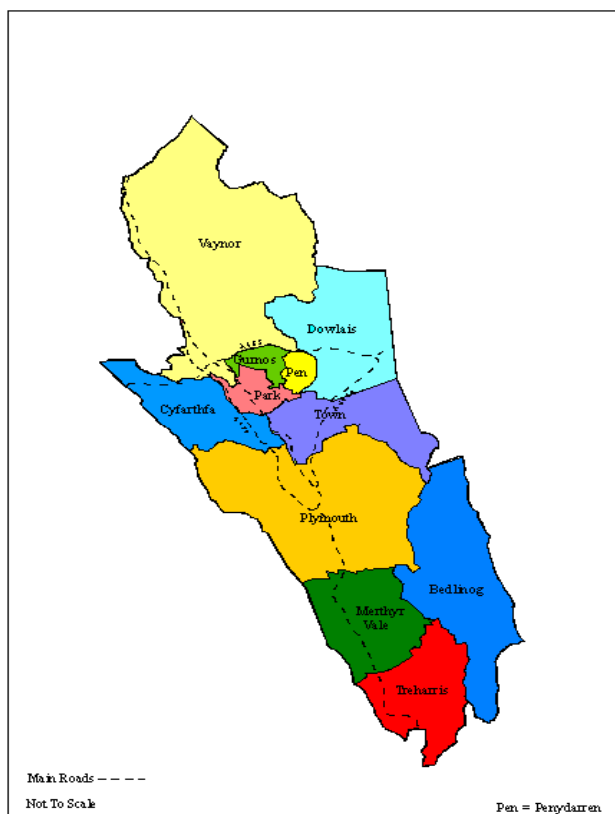 Vaynor
Dowlais
Gurnos
Pen
Park
Cyfarthfa
Town
Plymouth
Bedlinog
Merthyr
Vale
Treharris
Main Roads
Not To Scale
Pen = Penydarren